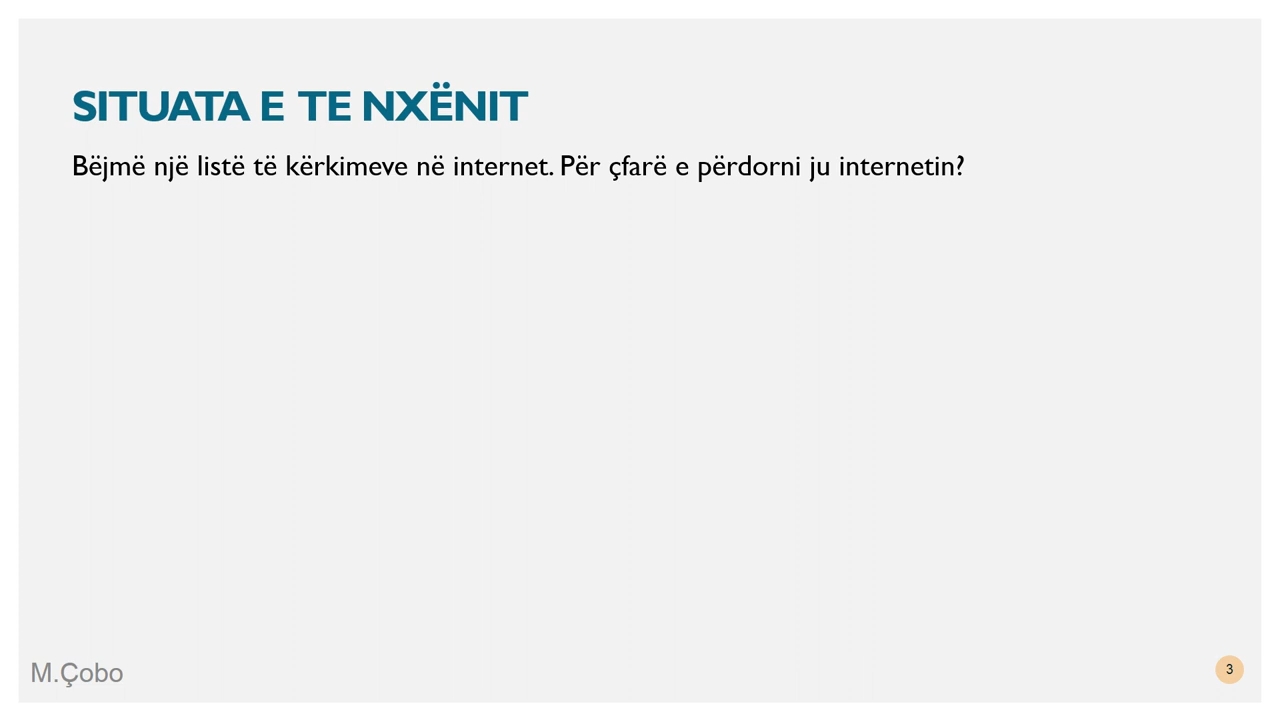 SITUATA E TE NXËNIT
Bëjmë një listë të kërkimeve në internet. Për çfarë e përdorni ju internetin?
M.Çobo
3